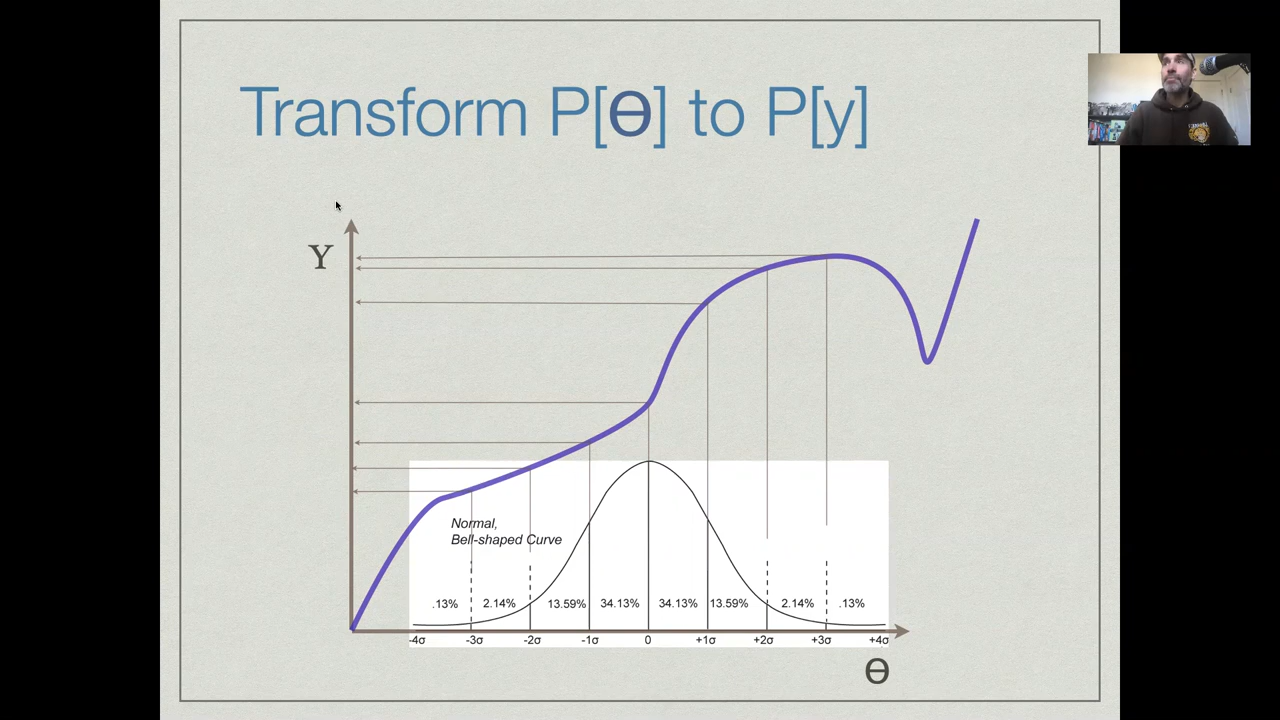 Transform P[Θ] to P[y]
Y
Normal,
Bell-shaped Curve
.13% 2.14% 13.59% 34.13% 34.13% 13.59% 2.14% .13%
-4σ -3σ -2σ -1σ 0 +1σ +2σ +3σ +4σ
Θ